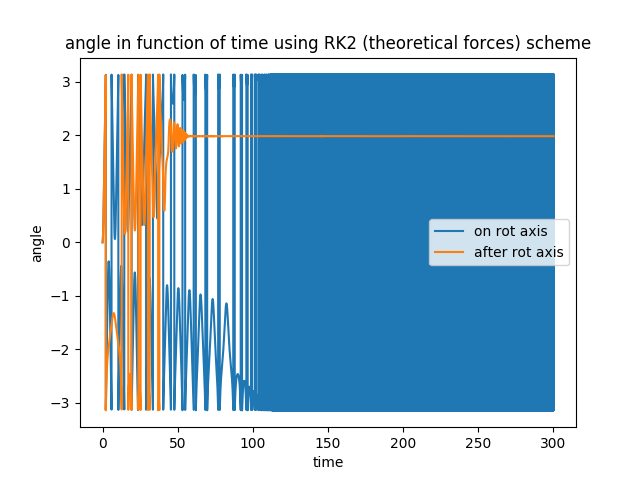 angle in function of time using RK2 (theoretical forces) scheme
3
2
1
0
−1
−2
−3
angle
on rot axis
after rot axis
0
50
100
150
200
250
300
time